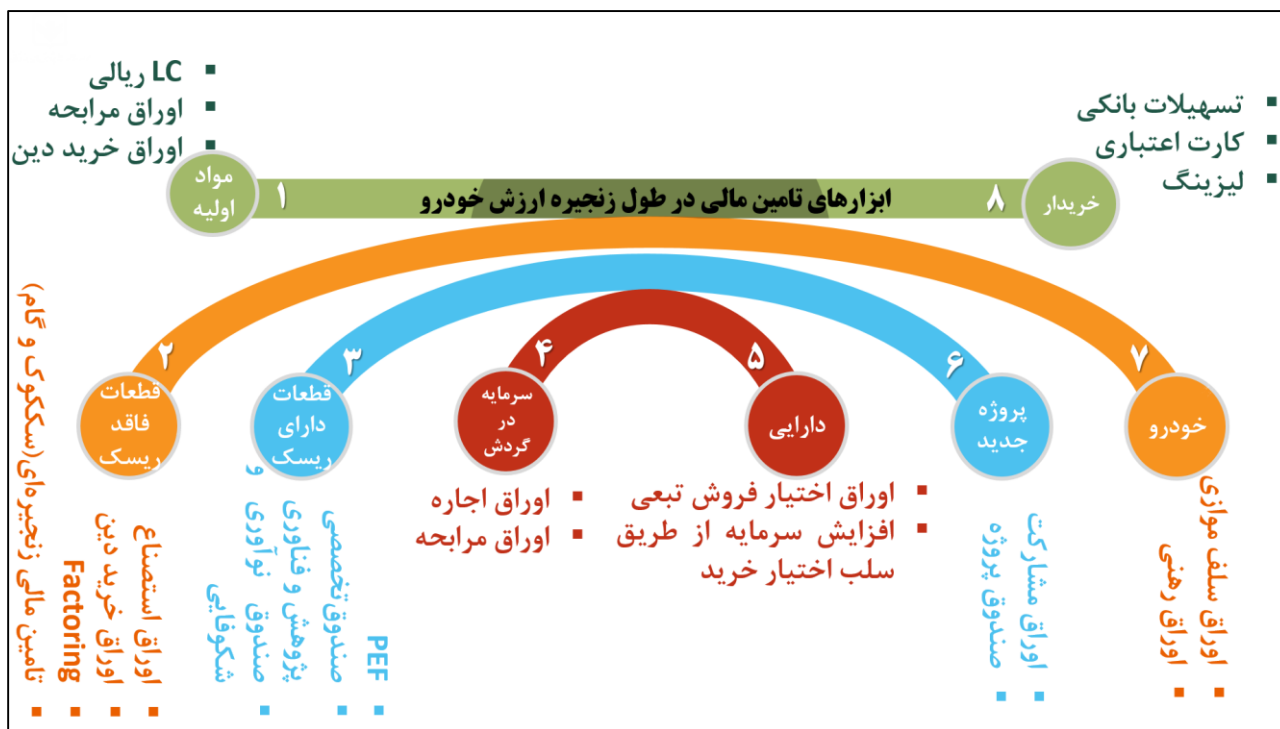 ابزارهای تامین مالی در طول زنجیره ارزش خودرو
۱
مواد
اولیه
LC ریالی
اوراق مرابحه
اوراق خرید دین
۲
قطعات
فاقد
ریسک
اوراق استصناع
اوراق خرید دین
Factoring
تامین مالی زنجیره‌ای(سککوک و گام)
۳
قطعات
دارای
ریسک
PEF
صندوق تخصصی
پژوهش و فناوری
صندوق نوآوری و
شکوفایی
۴
سرمایه
در
گردش
اوراق اجاره
اوراق مرابحه
۵
دارایی
اوراق اختیار فروش تبعی
افزایش سرمایه از طریق
سلب اختیار خرید
۶
پروژه
جدید
اوراق مشارکت
صندوق پروژه
۷
خودرو
اوراق سلف موازی
اوراق رهنی
۸
خریدار
تسهیلات بانکی
کارت اعتباری
لیزینگ